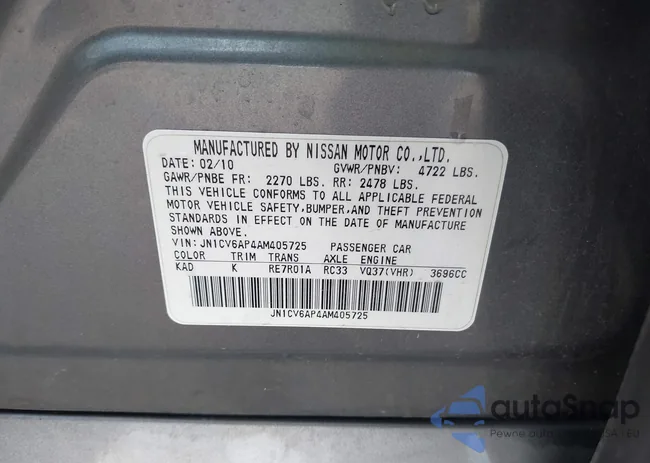 MANUFACTURED BY NISSAN MOTOR CO.,LTD.
DATE: 02/10 GVWR/PNBV: 4722 LBS.
GAWR/PNBE FR: 2270 LBS. RR: 2478 LBS.
THIS VEHICLE CONFORMS TO ALL APPLICABLE FEDERAL
MOTOR VEHICLE SAFETY, BUMPER, AND THEFT PREVENTION
STANDARDS IN EFFECT ON THE DATE OF MANUFACTURE
SHOWN ABOVE.
VIN: JN1CV6AP4AM405725 PASSENGER CAR
COLOR TRIM TRANS AXLE ENGINE
KAD K RE7R01A RC33 VQ37(VHR) 3696CC
JN1CV6AP4AM405725
autoSnap
Pewne auto EU